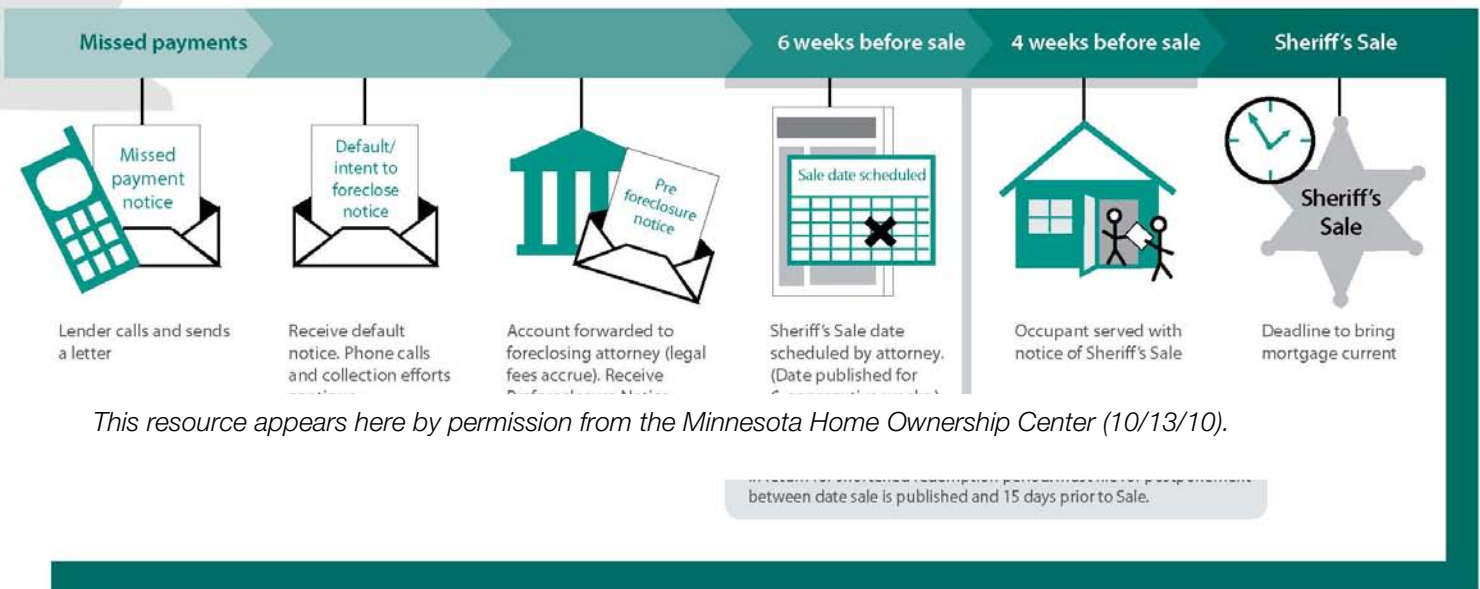 Missed payments
6 weeks before sale
4 weeks before sale
Sheriff's Sale
Missed
payment
notice
Default/
intent to
foreclose
notice
Pre
foreclosure
notice
Sale date scheduled
Sheriff's
Sale
Lender calls and sends
a letter
Receive default
notice. Phone calls
and collection efforts
Account forwarded to
foreclosing attorney (legal
fees accrue). Receive
Sheriff's Sale date
scheduled by attorney.
(Date published for
Occupant served with
notice of Sheriff's Sale
Deadline to bring
mortgage current
This resource appears here by permission from the Minnesota Home Ownership Center (10/13/10).
between date sale is published and 15 days prior to Sale.